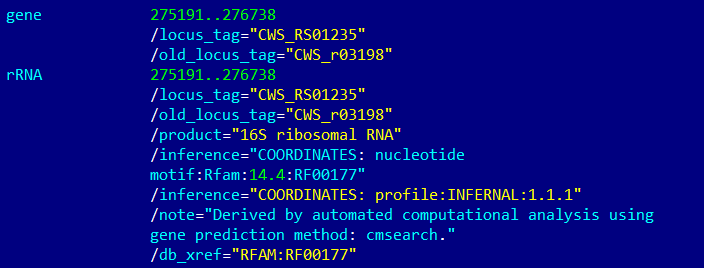 gene 275191..276738
/locus_tag="CWS_RS01235"
/old_locus_tag="CWS_r03198"
rRNA 275191..276738
/locus_tag="CWS_RS01235"
/old_locus_tag="CWS_r03198"
/product="16S ribosomal RNA"
/inference="COORDINATES: nucleotide
motif:Rfam:14.4:RF00177"
/inference="COORDINATES: profile:INFERNAL:1.1.1"
/note="Derived by automated computational analysis using
gene prediction method: cmsearch."
/db_xref="RFAM:RF00177"